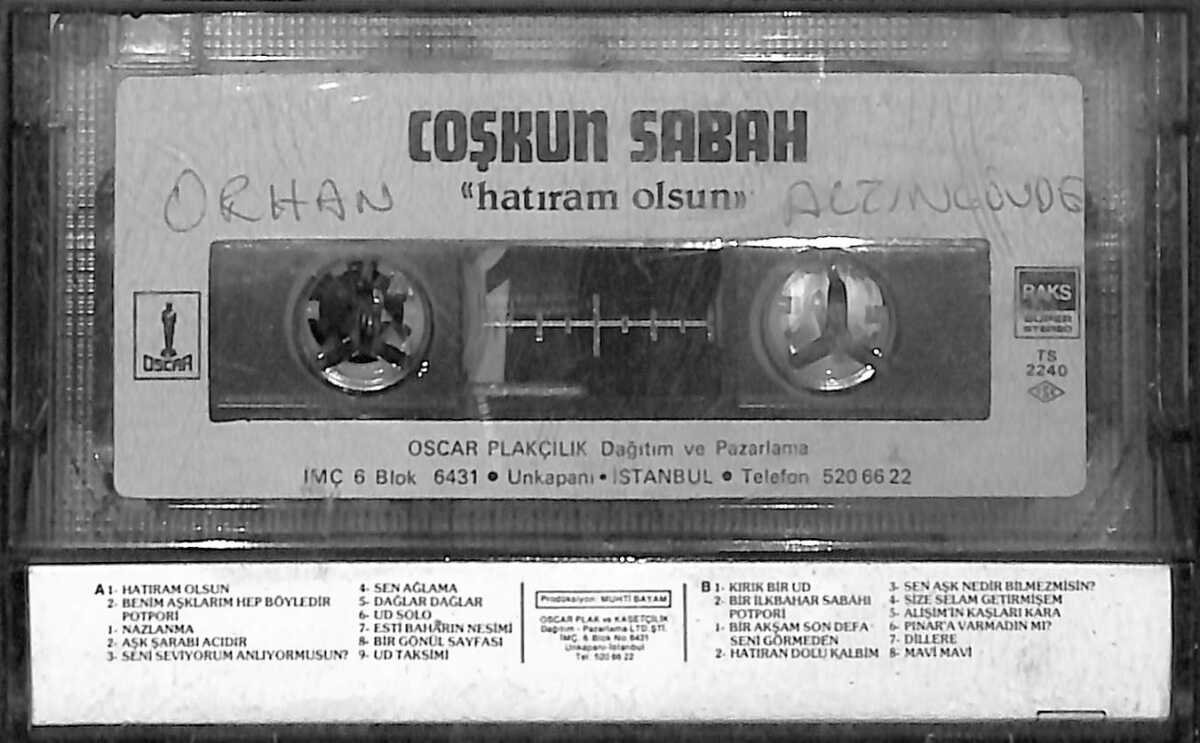 COŞKUN SABAH
"hatıram olsun»
ORHAN
OSCAR
RAKS
SUPER
STEREO
TS
2240
OSCAR PLAKÇILIK Dağıtım ve Pazarlama
İMÇ 6 Blok 6431 • Unkapanı • İSTANBUL • Telefon 520 66 22
A 1- HATIRAM OLSUN
2- BENİM AŞKLARIM HEP BÖYLEDİR
POTPORİ
1- NAZLANMA
2- AŞK ŞARABI ACIDIR
3- SENİ SEVİYORUM ANLIYORMUSUN?
4- SEN AĞLAMA
5- DAĞLAR DAĞLAR
6- UD SOLO
7- ESTİ BAHARIN NESİMİ
8- BİR GÖNÜL SAYFASI
9- UD TAKSİMİ
Prodüksiyon: MUHTİ BAYAM
OSCAR PLAK ve KASETÇİLİK
Dağıtım - Pazarlama LTD. ŞTİ.
İMÇ. 6. Blok No: 6431
Unkapanı-İstanbul
Tel: 520 66 22
B 1- KIRIK BİR UD
2- BİR İLKBAHAR SABAHI
POTPORİ
1- BİR AKŞAM SON DEFA
SENİ GÖRMEDEN
2- HATIRAN DOLU KALBİM
3- SEN AŞK NEDİR BİLMEZMİSİN?
4- SİZE SELAM GETİRMİŞEM
5- ALİŞİM'İN KAŞLARI KARA
6- PINAR'A VARMADIN MI?
7- DİLLERE
8- MAVİ MAVİ